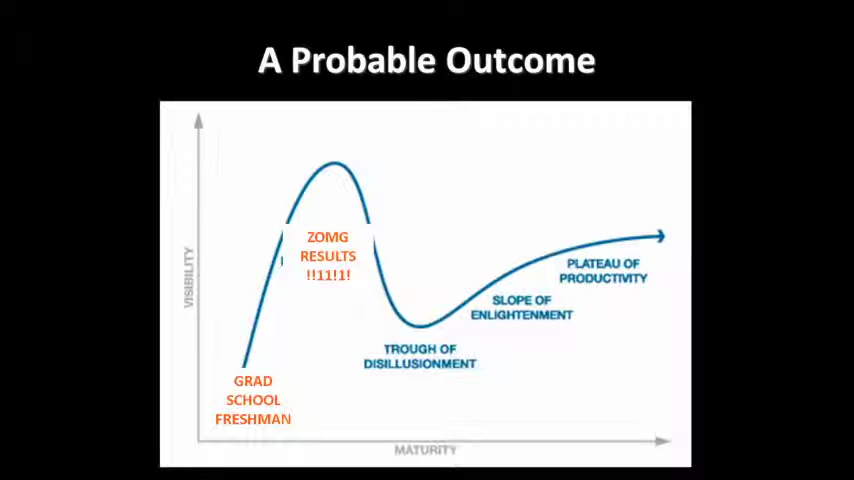 A Probable Outcome
VISIBILITY
ZOMG
RESULTS
!!11!1!
PLATEAU OF
PRODUCTIVITY
SLOPE OF
ENLIGHTENMENT
TROUGH OF
DISILLUSIONMENT
GRAD
SCHOOL
FRESHMAN
MATURITY